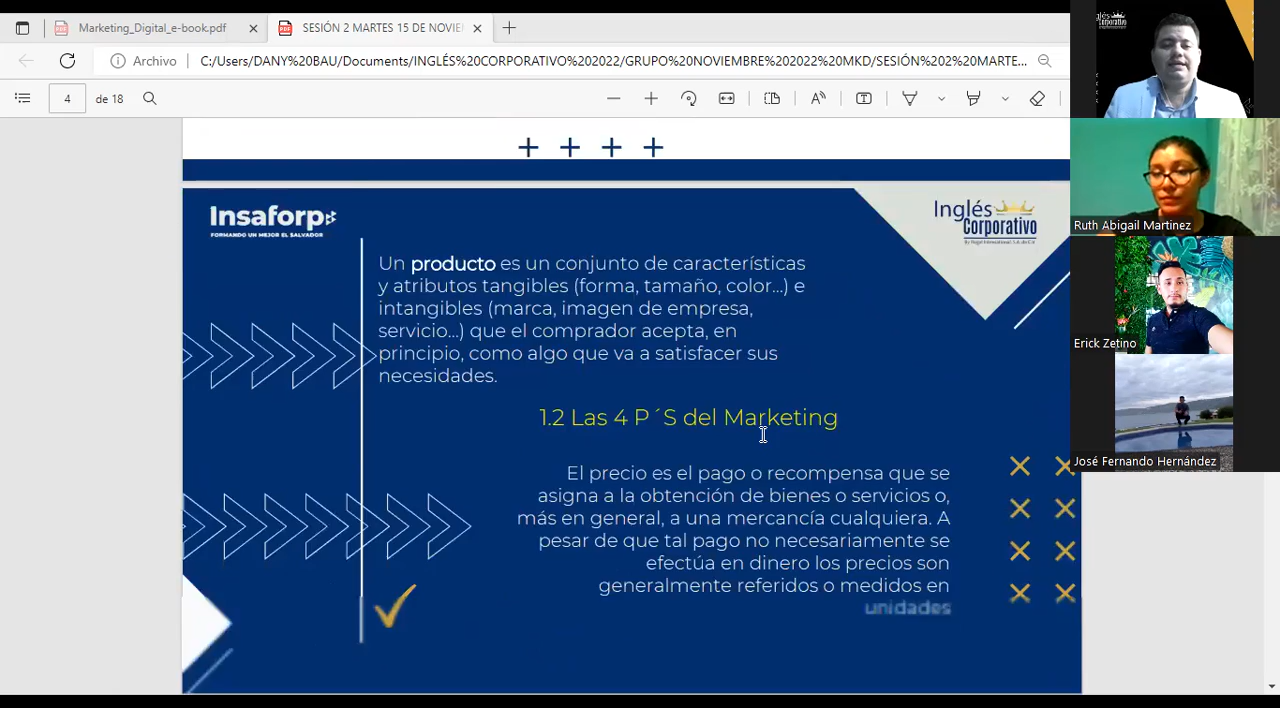 Marketing_Digital_e-book.pdf
SESIÓN 2 MARTES 15 DE NOVIE
Archivo
C:/Users/DANY%20BAU/Documents/INGLÉS%20CORPORATIVO%202022/GRUPO%20NOVIEMBRE%202022%20MKD/SESIÓN%202%20MARTE...
4
de 18
Insaforp
FORMANDO UN MEJOR EL SALVADOR
Inglés
Corporativo
Un producto es un conjunto de características
y atributos tangibles (forma, tamaño, color...) e
intangibles (marca, imagen de empresa,
servicio...) que el comprador acepta, en
principio, como algo que va a satisfacer sus
necesidades.
1.2 Las 4 P´S del Marketing
El precio es el pago o recompensa que se
asigna a la obtención de bienes o servicios o,
más en general, a una mercancía cualquiera. A
pesar de que tal pago no necesariamente se
efectúa en dinero los precios son
generalmente referidos o medidos en
unidades
Ruth Abigail Martinez
Erick Zetino
José Fernando Hernández